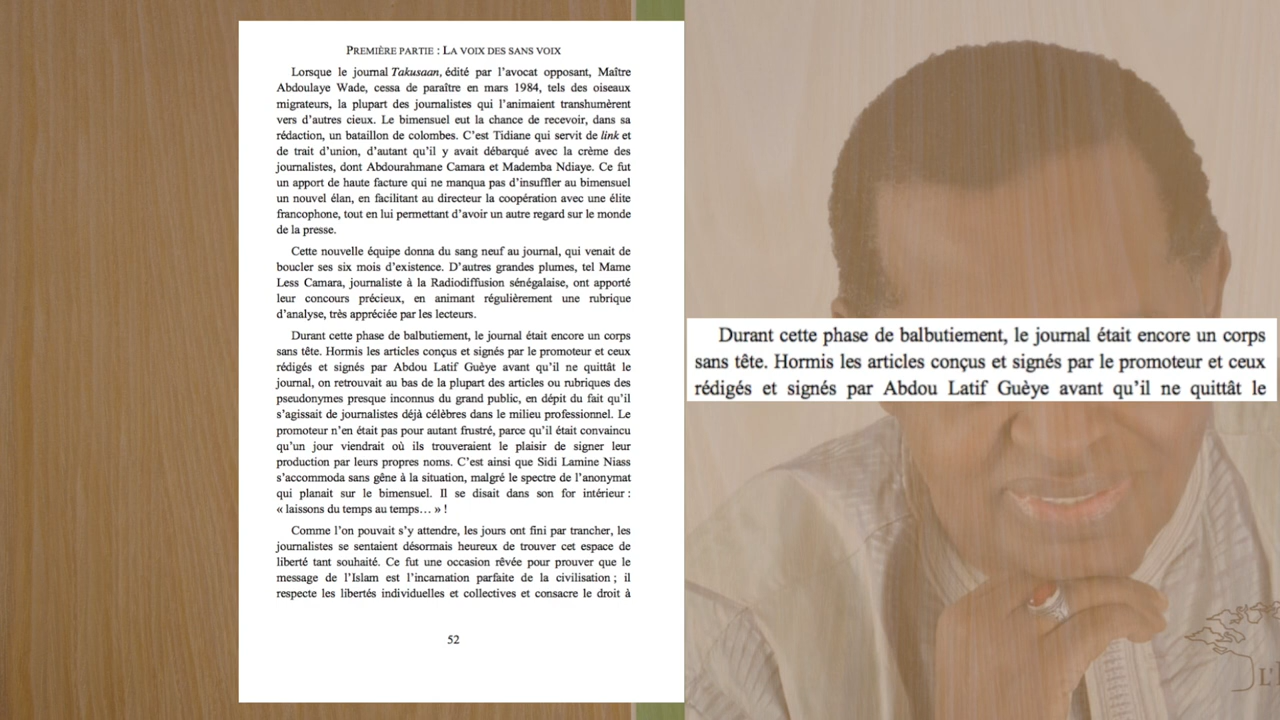 PREMIÈRE PARTIE : LA VOIX DES SANS VOIX
Lorsque le journal Takusaan, édité par l’avocat opposant, Maître
Abdoulaye Wade, cessa de paraître en mars 1984, tels des oiseaux
migrateurs, la plupart des journalistes qui l’animaient transhumèrent
vers d’autres cieux. Le bimensuel eut la chance de recevoir, dans sa
rédaction, un bataillon de colombes. C’est Tidiane qui servit de link et
de trait d’union, d’autant qu’il y avait débarqué avec la crème des
journalistes, dont Abdourahmane Camara et Mademba Ndiaye. Ce fut
un apport de haute facture qui ne manqua pas d’insuffler au bimensuel
un nouvel élan, en facilitant au directeur la coopération avec une élite
francophone, tout en lui permettant d’avoir un autre regard sur le monde
de la presse.
Cette nouvelle équipe donna du sang neuf au journal, qui venait de
boucler ses six mois d’existence. D’autres grandes plumes, tel Mame
Less Camara, journaliste à la Radiodiffusion sénégalaise, ont apporté
leur concours précieux, en animant régulièrement une rubrique
d’analyse, très appréciée par les lecteurs.
Durant cette phase de balbutiement, le journal était encore un corps
sans tête. Hormis les articles conçus et signés par le promoteur et ceux
rédigés et signés par Abdou Latif Guèye avant qu’il ne quittât le
journal, on retrouvait au bas de la plupart des articles ou rubriques des
pseudonymes presque inconnus du grand public, en dépit du fait qu’il
s’agissait de journalistes déjà célèbres dans le milieu professionnel. Le
promoteur n’en était pas pour autant frustré, parce qu’il était convaincu
qu’un jour viendrait où ils trouveraient le plaisir de signer leur
production par leurs propres noms. C’est ainsi que Sidi Lamine Niass
s’accommoda sans gêne à la situation, malgré le spectre de l’anonymat
qui planait sur le bimensuel. Il se disait dans son for intérieur :
« laissons du temps au temps… » !
Comme l’on pouvait s’y attendre, les jours ont fini par trancher, les
journalistes se sentaient désormais heureux de trouver cet espace de
liberté tant souhaité. Ce fut une occasion rêvée pour prouver que le
message de l’Islam est l’incarnation parfaite de la civilisation ; il
respecte les libertés individuelles et collectives et consacre le droit à
52
Durant cette phase de balbutiement, le journal était encore un corps
sans tête. Hormis les articles conçus et signés par le promoteur et ceux
rédigés et signés par Abdou Latif Guèye avant qu’il ne quittât le